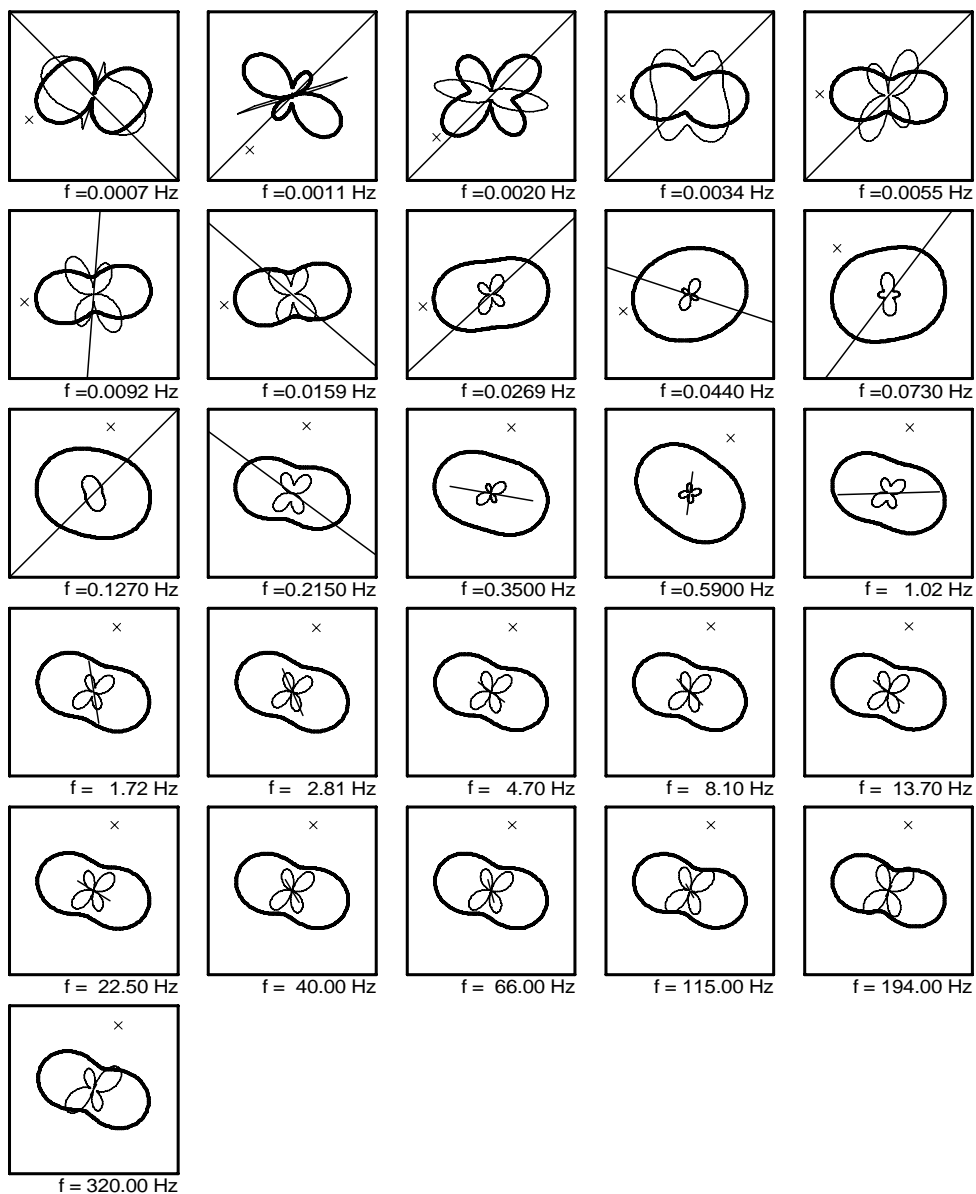 f =0.0007 Hz f =0.0011 Hz f =0.0020 Hz f =0.0034 Hz f =0.0055 Hz
f =0.0092 Hz f =0.0159 Hz f =0.0269 Hz f =0.0440 Hz f =0.0730 Hz
f =0.1270 Hz f =0.2150 Hz f =0.3500 Hz f =0.5900 Hz f = 1.02 Hz
f = 1.72 Hz f = 2.81 Hz f = 4.70 Hz f = 8.10 Hz f = 13.70 Hz
f = 22.50 Hz f = 40.00 Hz f = 66.00 Hz f = 115.00 Hz f = 194.00 Hz
f = 320.00 Hz